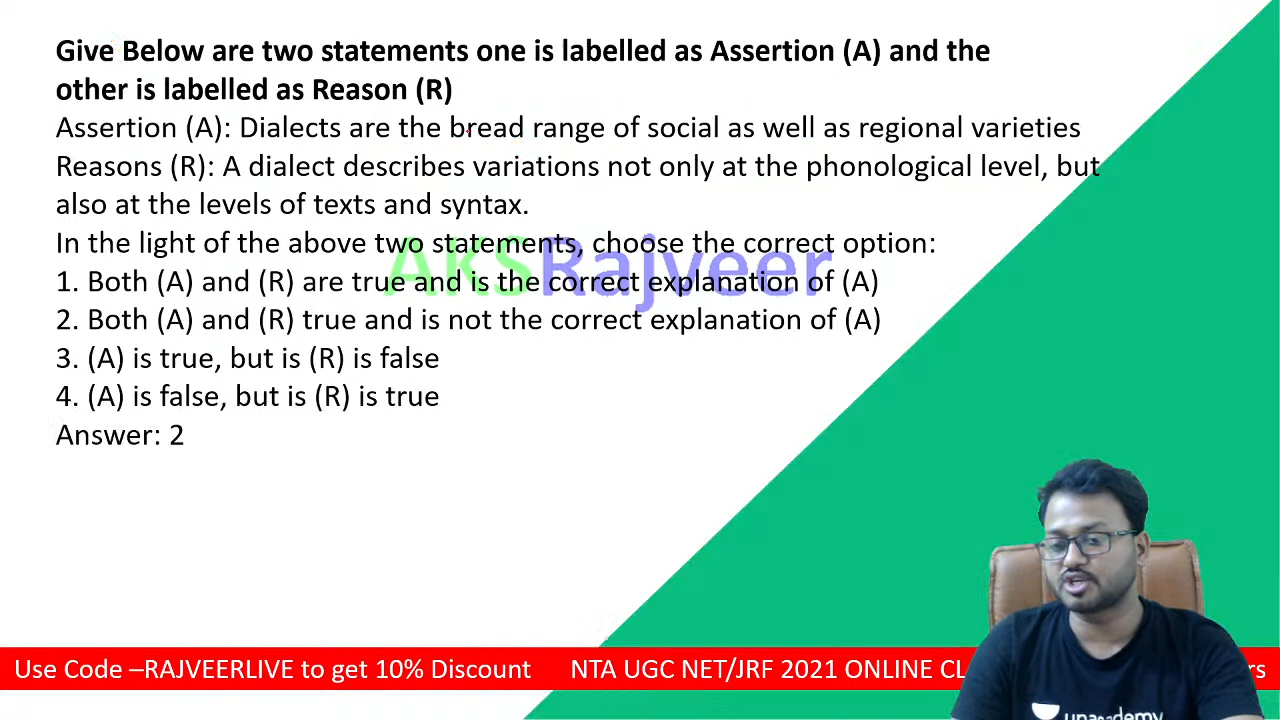 Give Below are two statements one is labelled as Assertion (A) and the
other is labelled as Reason (R)
Assertion (A): Dialects are the bread range of social as well as regional varieties
Reasons (R): A dialect describes variations not only at the phonological level, but
also at the levels of texts and syntax.
In the light of the above two statements, choose the correct option:
AKSRajveer
1. Both (A) and (R) are true and is the correct explanation of (A)
2. Both (A) and (R) true and is not the correct explanation of (A)
3. (A) is true, but is (R) is false
4. (A) is false, but is (R) is true
Answer: 2
Use Code –RAJVEERLIVE to get 10% Discount NTA UGC NET/JRF 2021 ONLINE
unacademy